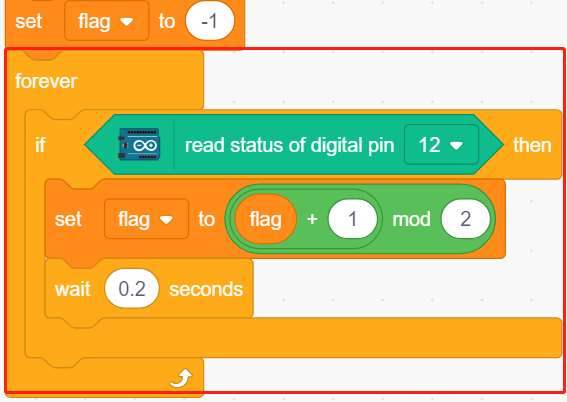 set flag to -1
forever
if read status of digital pin 12 then
set flag to flag + 1 mod 2
wait 0.2 seconds